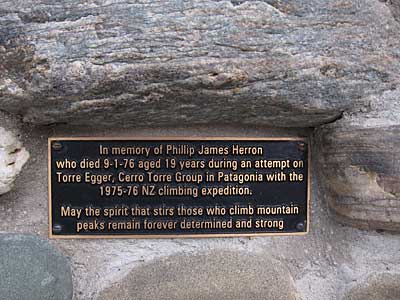 In memory of Phillip James Herron
who died 9-1-76 aged 19 years during an attempt on
Torre Egger, Cerro Torre Group in Patagonia with the
1975-76 NZ climbing expedition.
May the spirit that stirs those who climb mountain
peaks remain forever determined and strong